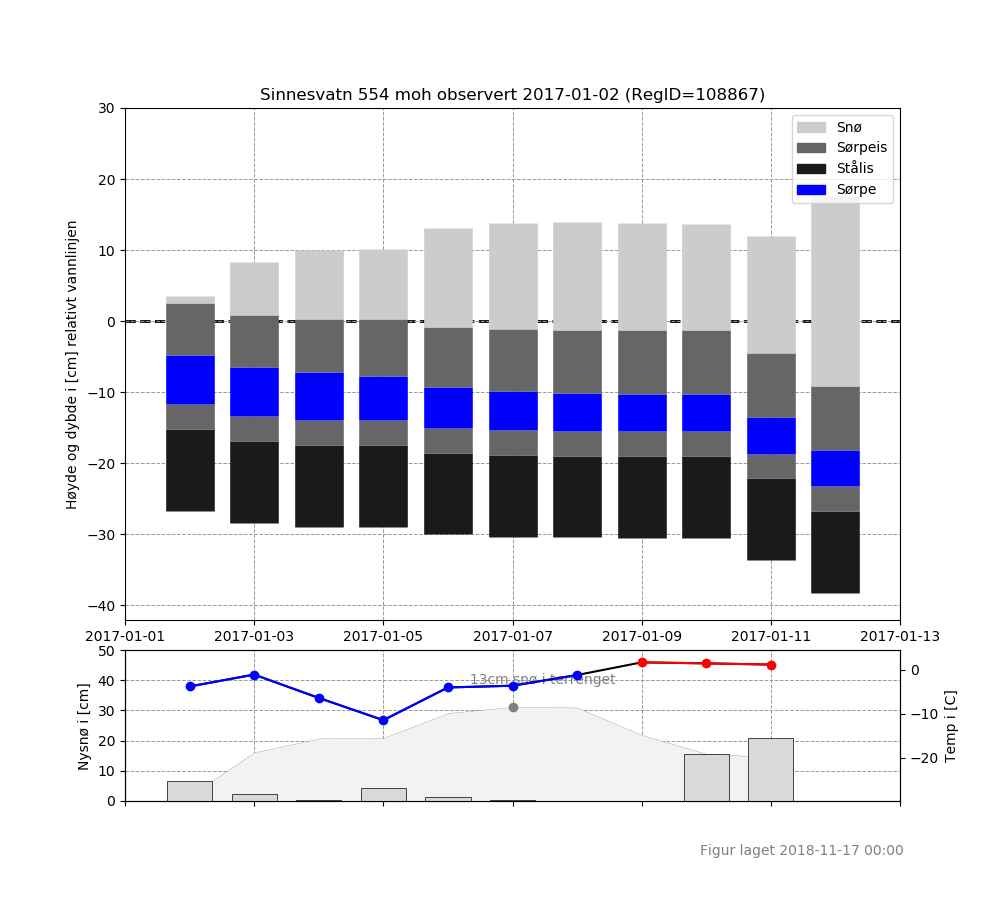 Sinnesvatn 554 moh observert 2017-01-02 (RegID=108867)
Høyde og dybde i [cm] relativt vannlinjen
30
20
10
0
−10
−20
−30
−40
Snø
Sørpeis
Stålis
Sørpe
2017-01-01 2017-01-03 2017-01-05 2017-01-07 2017-01-09 2017-01-11 2017-01-13
Nysnø i [cm]
50
40
30
20
10
0
13cm snø i terrenget
0
−10
−20
Temp i [C]
Figur laget 2018-11-17 00:00